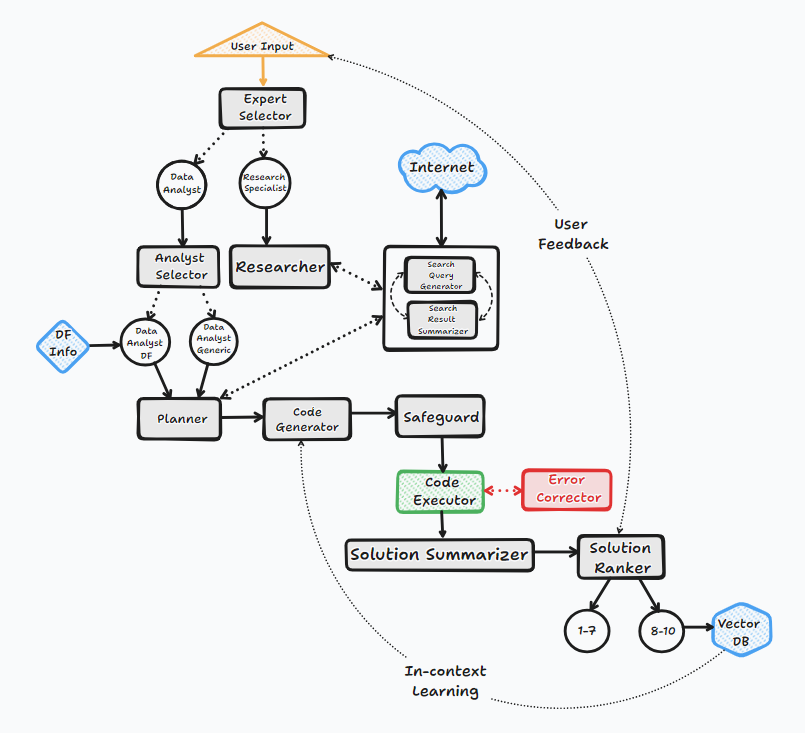 User Input
Expert
Selector
Data
Analyst
Research
Specialist
Internet
User
Feedback
Analyst
Selector
Researcher
Search
Query
Generator
Search
Result
Summarizer
DF
Info
Data
Analyst
DF
Data
Analyst
Generic
Planner
Code
Generator
Safeguard
Code
Executor
Error
Corrector
Solution Summarizer
Solution
Ranker
1-7
8-10
Vector
DB
In-context
Learning